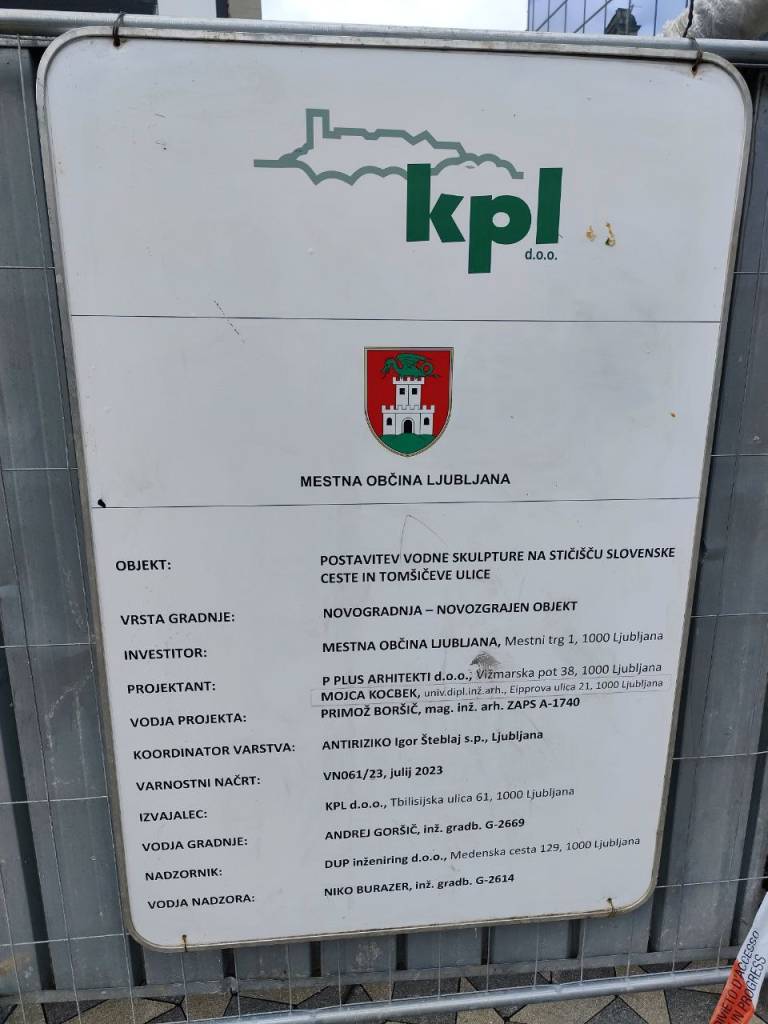 kpl
d.o.o.
MESTNA OBČINA LJUBLJANA
OBJEKT: POSTAVITEV VODNE SKULPTURE NA STIČIŠČU SLOVENSKE
CESTE IN TOMŠIČEVE ULICE
VRSTA GRADNJE: NOVOGRADNJA – NOVOZGRAJEN OBJEKT
INVESTITOR: MESTNA OBČINA LJUBLJANA, Mestni trg 1, 1000 Ljubljana
PROJEKTANT: P PLUS ARHITEKTI d.o.o., Vižmarska pot 38, 1000 Ljubljana
MOJCA KOCBEK, univ.dipl.inž.arh., Eipprova ulica 21, 1000 Ljubljana
VODJA PROJEKTA: PRIMOŽ BORŠIČ, mag. inž. arh. ZAPS A-1740
KOORDINATOR VARSTVA: ANTIRIZIKO Igor Šteblaj s.p., Ljubljana
VARNOSTNI NAČRT: VN061/23, julij 2023
IZVAJALEC: KPL d.o.o., Tbilisijska ulica 61, 1000 Ljubljana
VODJA GRADNJE: ANDREJ GORŠIČ, inž. gradb. G-2669
NADZORNIK: DUP inženiring d.o.o., Medenska cesta 129, 1000 Ljubljana
VODJA NADZORA: NIKO BURAZER, inž. gradb. G-2614
D'ACCESSO
IN PROGRESS